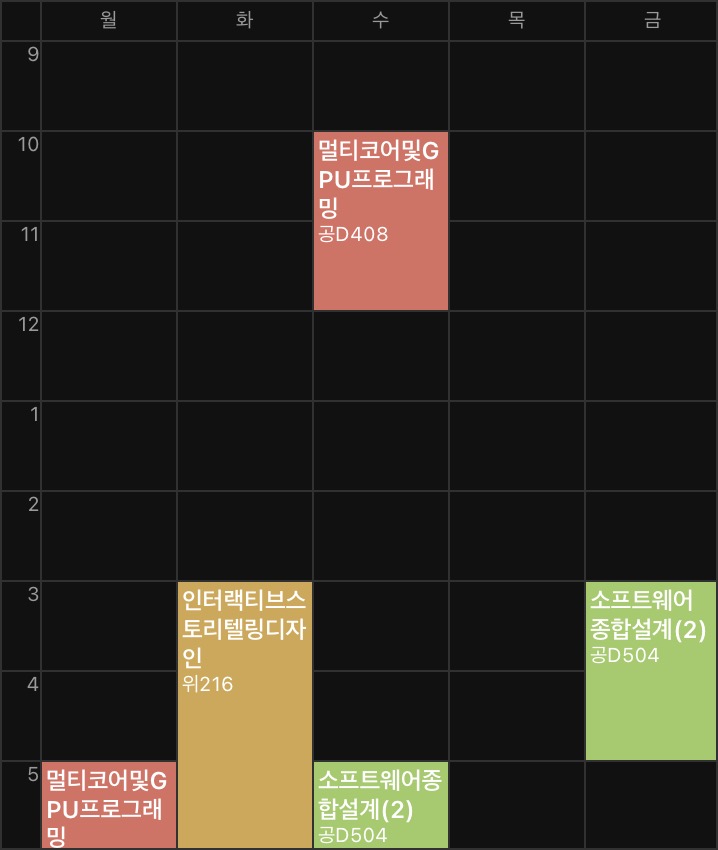 월 화 수 목 금
9
10
멀티코어및G
PU프로그래
밍
공D408
11
12
1
2
3
인터랙티브스
토리텔링디자
인
위216
소프트웨어
종합설계(2)
공D504
4
5
멀티코어및G
PU프로그래
밍
소프트웨어종
합설계(2)
공D504